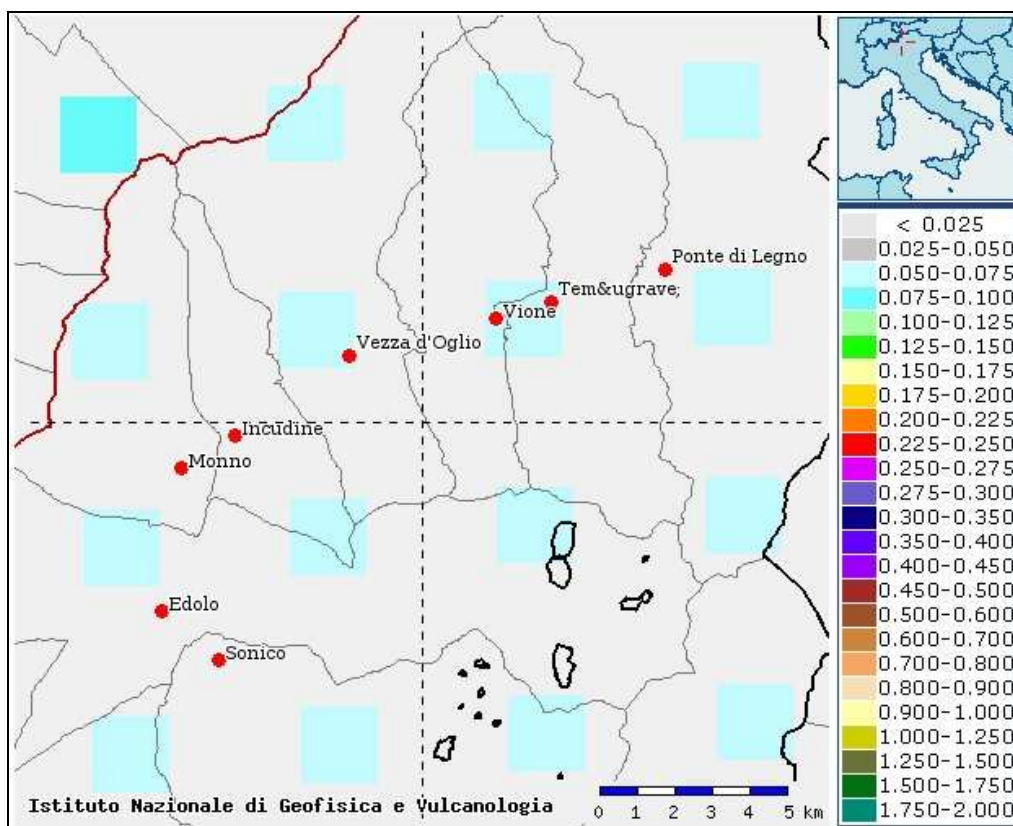 Ponte di Legno
Tem&ugrave;
Vione
Vezza d'Oglio
Incudine
Monno
Edolo
Sonico
Istituto Nazionale di Geofisica e Vulcanologia
0 1 2 3 4 5 km
< 0.025
0.025-0.050
0.050-0.075
0.075-0.100
0.100-0.125
0.125-0.150
0.150-0.175
0.175-0.200
0.200-0.225
0.225-0.250
0.250-0.275
0.275-0.300
0.300-0.350
0.350-0.400
0.400-0.450
0.450-0.500
0.500-0.600
0.600-0.700
0.700-0.800
0.800-0.900
0.900-1.000
1.000-1.250
1.250-1.500
1.500-1.750
1.750-2.000